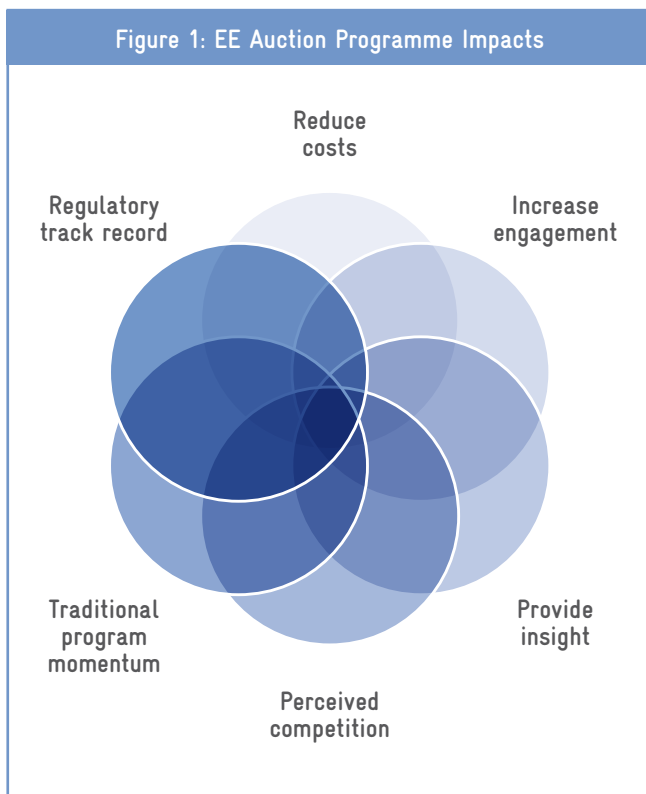 Figure 1: EE Auction Programme Impacts
Reduce
costs
Regulatory
track record
Increase
engagement
Traditional
program
momentum
Provide
insight
Perceived
competition